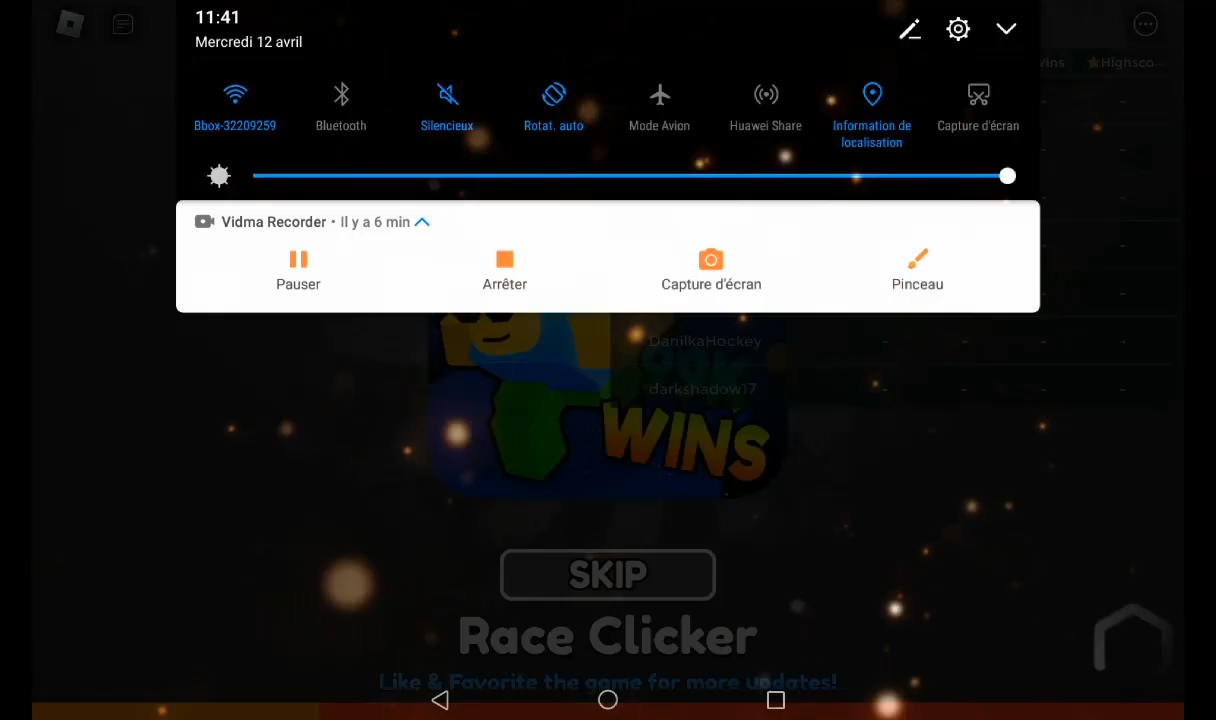 11:41
Mercredi 12 avril
Wins
Highsco...
Bbox-32209259
Bluetooth
Silencieux
Rotat. auto
Mode Avion
Huawei Share
Information de
localisation
Capture d'écran
Vidma Recorder • Il y a 6 min
Pauser
Arrêter
Capture d'écran
Pinceau
DanilkaHockey
darkshadow17
WINS
SKIP
Race Clicker
Like & Favorite the game for more updates!